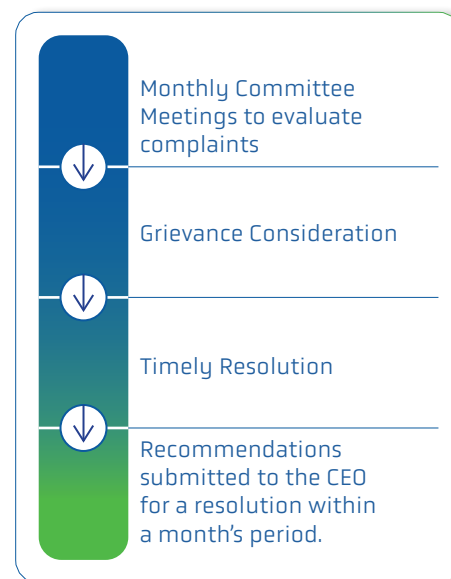 Monthly Committee
Meetings to evaluate
complaints
Grievance Consideration
Timely Resolution
Recommendations
submitted to the CEO
for a resolution within
a month's period.